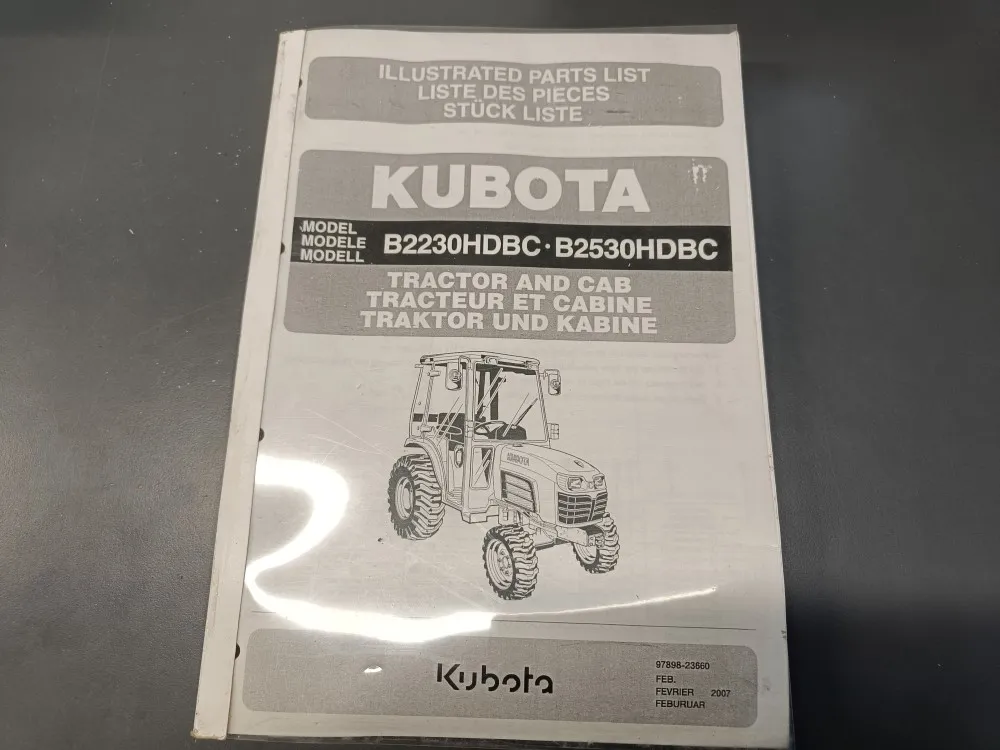 ILLUSTRATED PARTS LIST
LISTE DES PIECES
STÜCK LISTE
KUBOTA
MODEL
MODELE
MODELL
B2230HDBC · B2530HDBC
TRACTOR AND CAB
TRACTEUR ET CABINE
TRAKTOR UND KABINE
KUBOTA
Kubota
97898-23660
FEB.
FEVRIER 2007
FEBURUAR